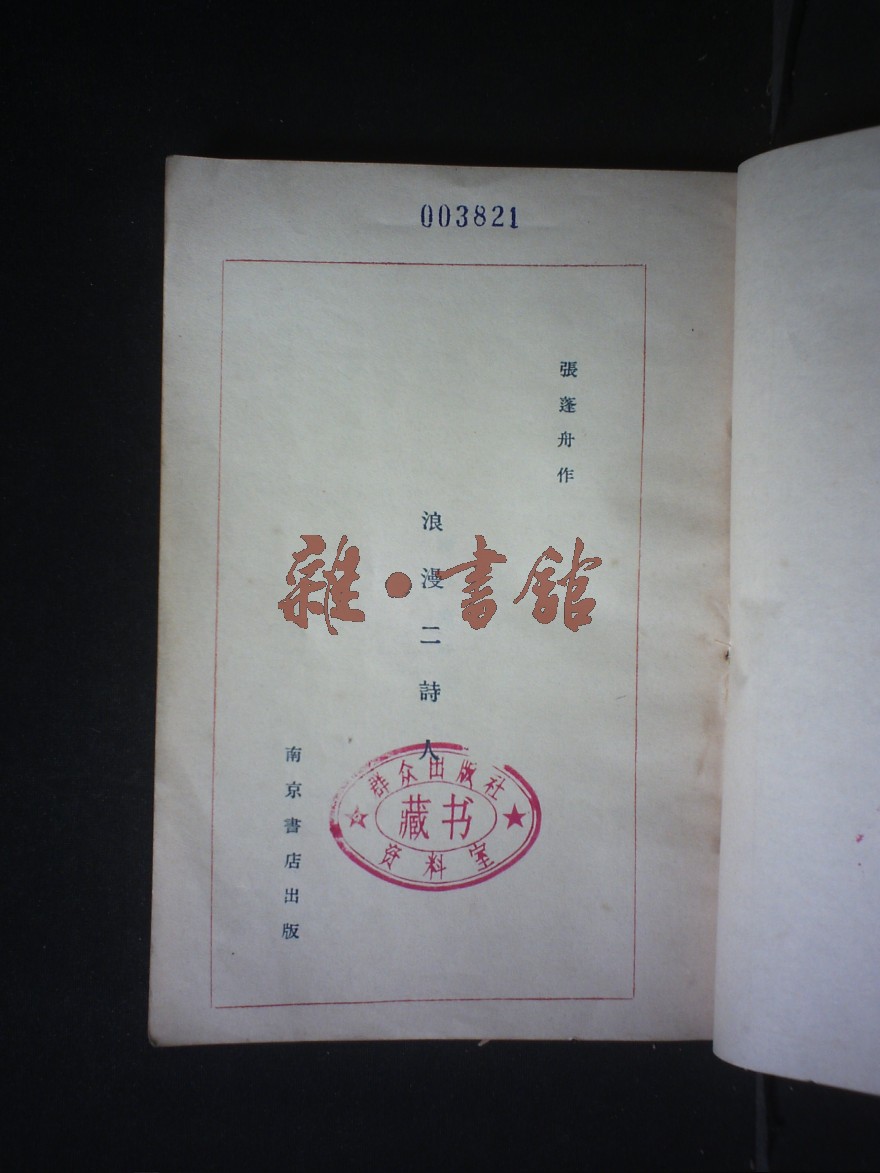 003821
張蓬舟作
浪漫二詩人
南京書店出版
雜·書館
群众出版社
藏书
资料室